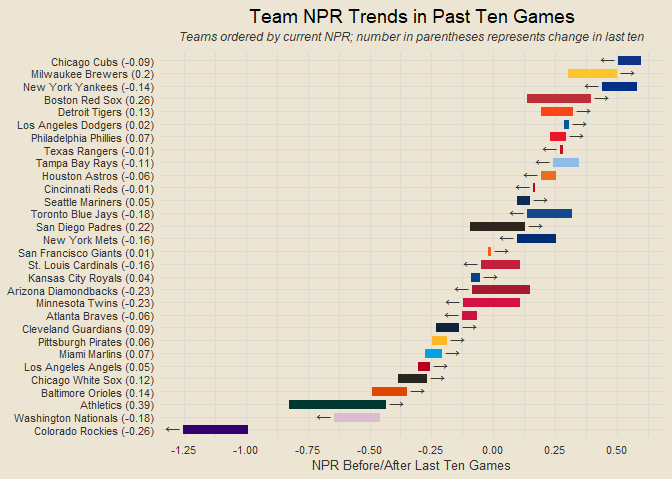 Team NPR Trends in Past Ten Games
Teams ordered by current NPR; number in parentheses represents change in last ten
Chicago Cubs (-0.09)
Milwaukee Brewers (0.2)
New York Yankees (-0.14)
Boston Red Sox (0.26)
Detroit Tigers (0.13)
Los Angeles Dodgers (0.02)
Philadelphia Phillies (0.07)
Texas Rangers (-0.01)
Tampa Bay Rays (-0.11)
Houston Astros (-0.06)
Cincinnati Reds (-0.01)
Seattle Mariners (0.05)
Toronto Blue Jays (-0.18)
San Diego Padres (0.22)
New York Mets (-0.16)
San Francisco Giants (0.01)
St. Louis Cardinals (-0.16)
Kansas City Royals (0.04)
Arizona Diamondbacks (-0.23)
Minnesota Twins (-0.23)
Atlanta Braves (-0.06)
Cleveland Guardians (0.09)
Pittsburgh Pirates (0.06)
Miami Marlins (0.07)
Los Angeles Angels (0.05)
Chicago White Sox (0.12)
Baltimore Orioles (0.14)
Athletics (0.39)
Washington Nationals (-0.18)
Colorado Rockies (-0.26)
-1.25 -1.00 -0.75 -0.50 -0.25 0.00 0.25 0.50
NPR Before/After Last Ten Games